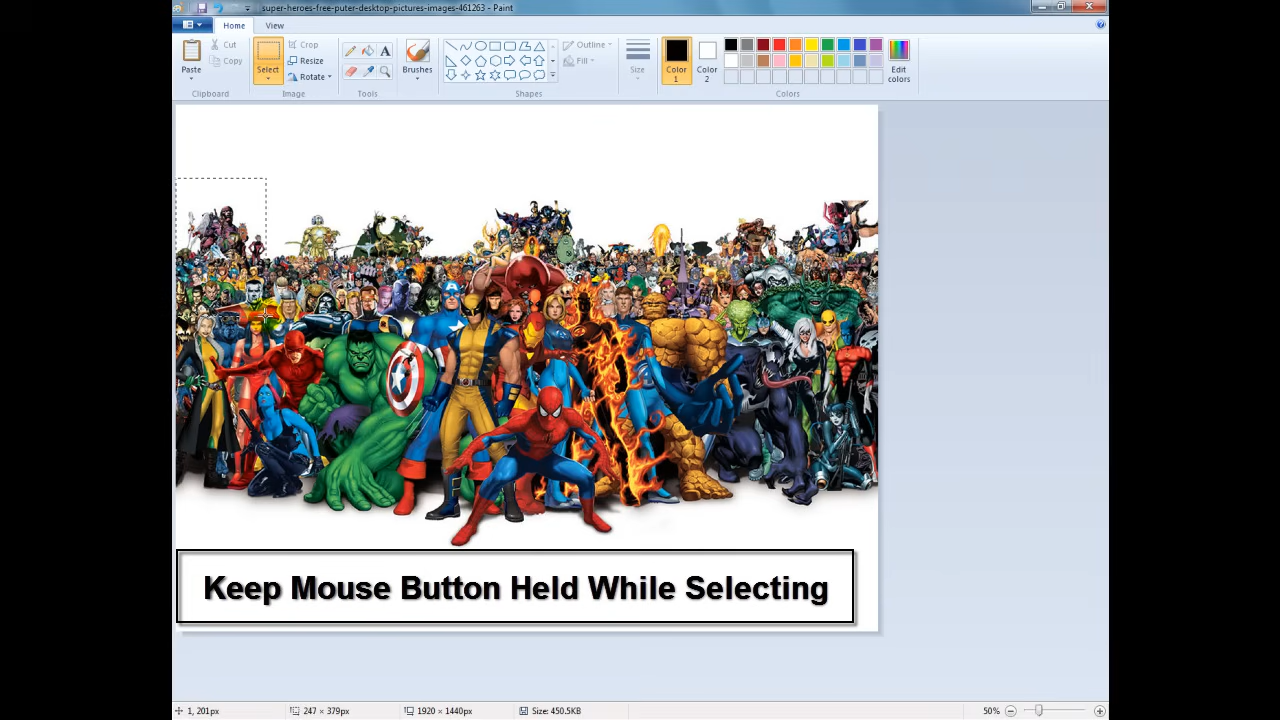 super-heroes-free-puter-desktop-pictures-images-461263 - Paint
Home View
Paste
Cut
Copy
Clipboard
Select
Crop
Resize
Rotate
Image
A
Tools
Brushes
Outline
Fill
Shapes
Size
Color 1
Color 2
Edit colors
Colors
Keep Mouse Button Held While Selecting
1, 201px
247 × 379px
1920 × 1440px
Size: 450.5KB
50%